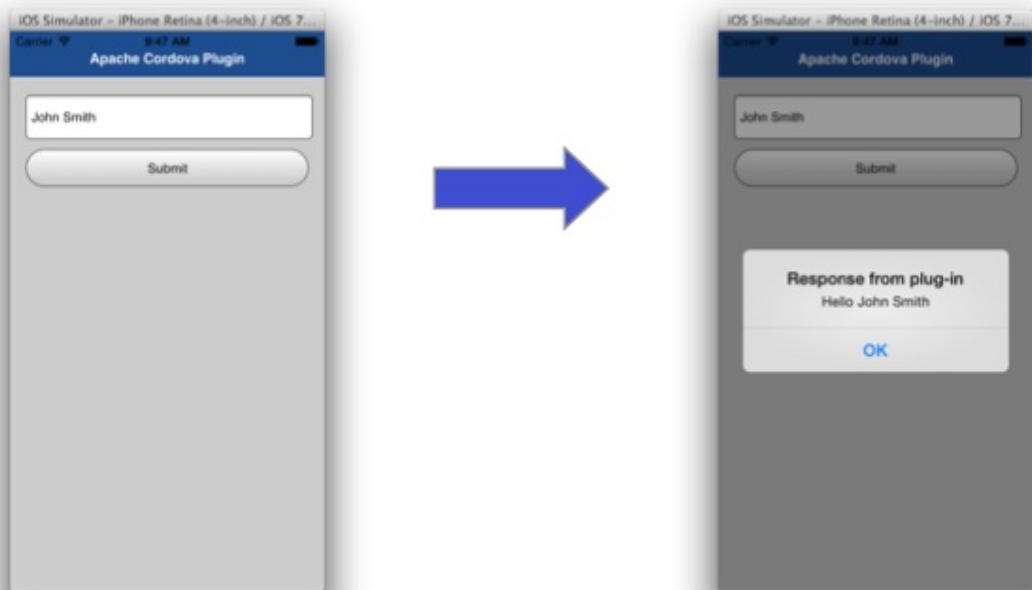 iOS Simulator – iPhone Retina (4-inch) / iOS 7...
Carrier 9:47 AM
Apache Cordova Plugin
John Smith
Submit
iOS Simulator – iPhone Retina (4-inch) / iOS 7...
Carrier 9:47 AM
Apache Cordova Plugin
John Smith
Submit
Response from plug-in
Hello John Smith
OK